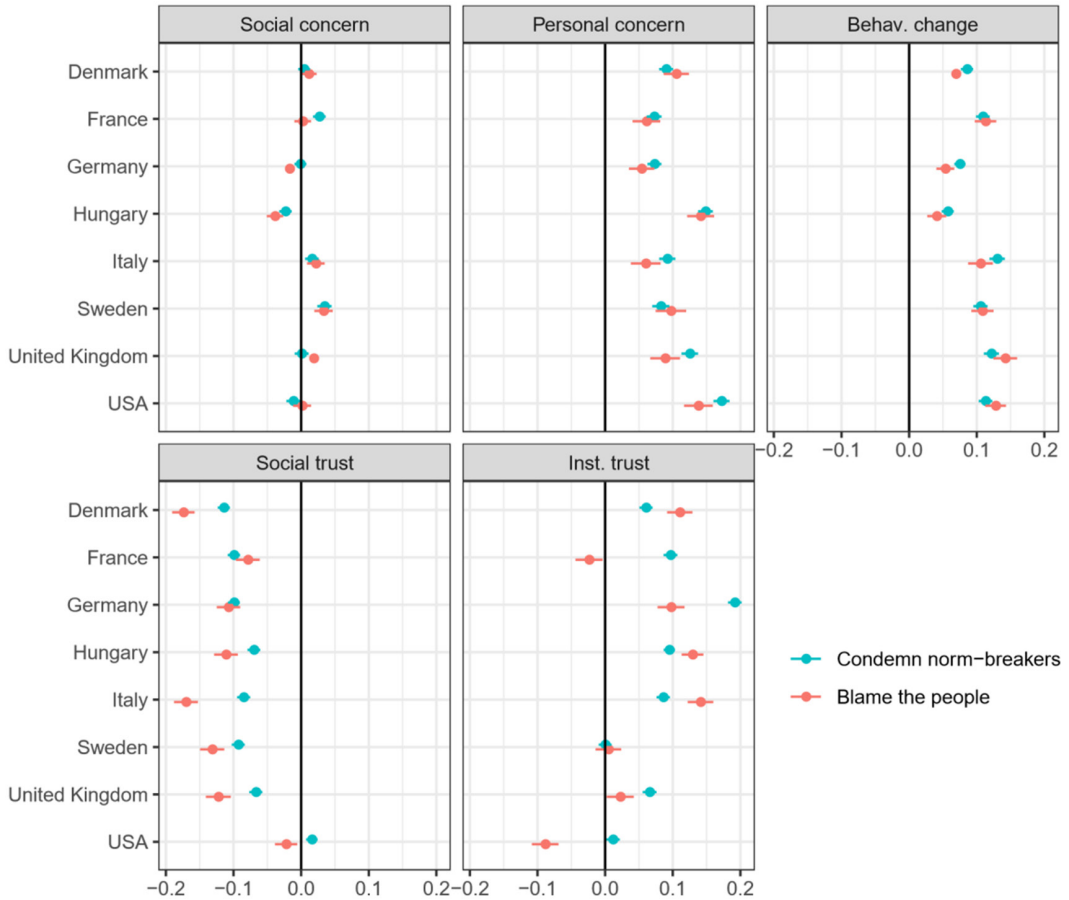 Social concern
Personal concern
Behav. change
Denmark
France
Germany
Hungary
Italy
Sweden
United Kingdom
USA
−0.2 −0.1 0.0 0.1 0.2
Social trust
Inst. trust
Denmark
France
Germany
Hungary
Italy
Sweden
United Kingdom
USA
−0.2 −0.1 0.0 0.1 0.2
−0.2 −0.1 0.0 0.1 0.2
Condemn norm−breakers
Blame the people